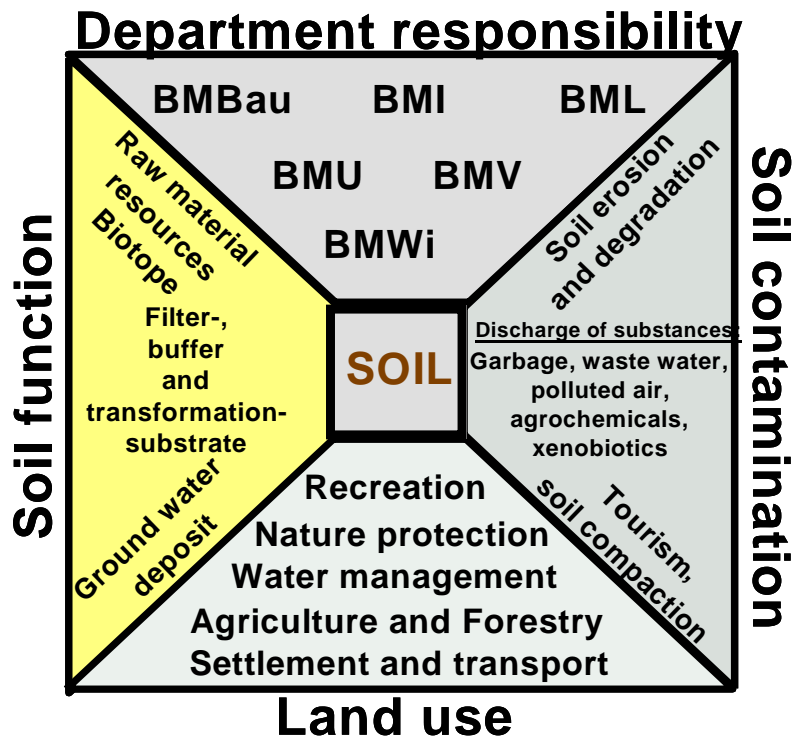 Department responsibility
BMBau BMI BML
BMU BMV
BMWi
Soil function
Raw material
resources
Biotope
Filter-,
buffer
and
transformation-
substrate
Ground water
deposit
SOIL
Soil erosion
and degradation
Discharge of substances:
Garbage, waste water,
polluted air,
agrochemicals,
xenobiotics
Tourism,
soil compaction
Soil contamination
Recreation
Nature protection
Water management
Agriculture and Forestry
Settlement and transport
Land use